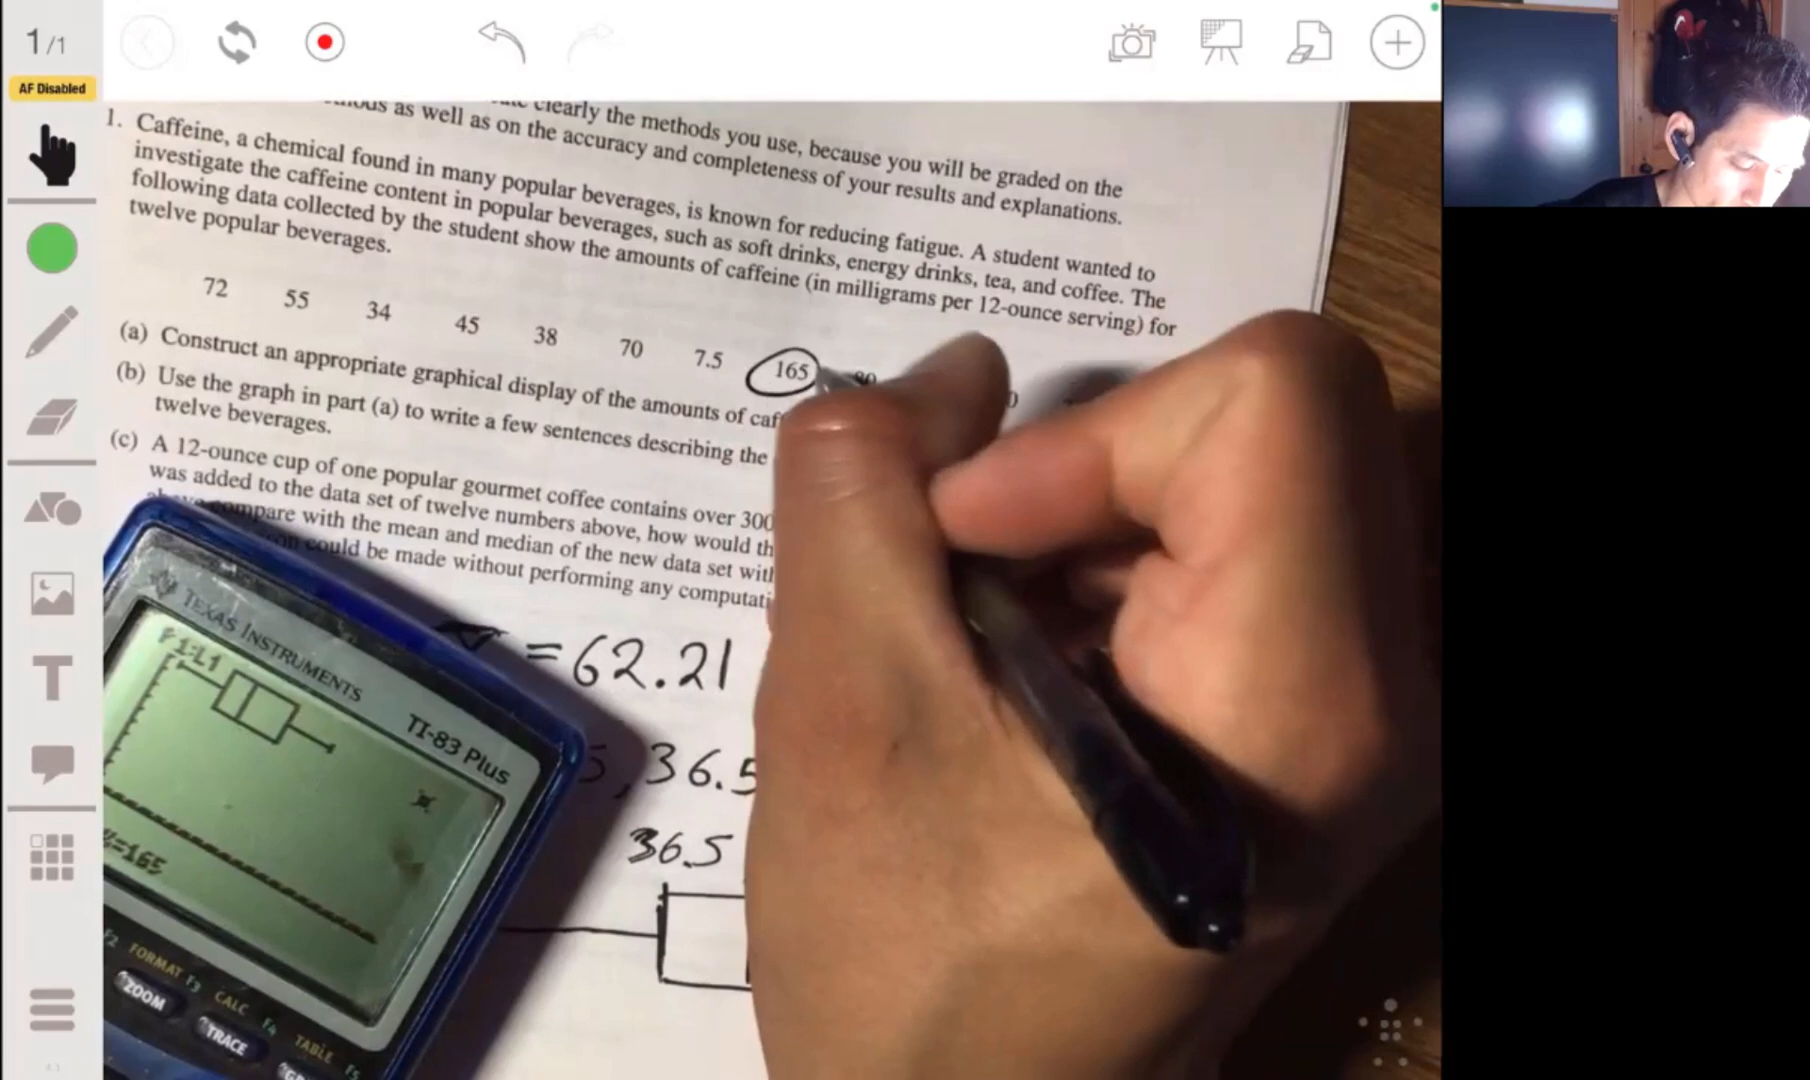 1/1
AF Disabled
clearly the methods you use, because you will be graded on the
as well as on the accuracy and completeness of your results and explanations.
1. Caffeine, a chemical found in many popular beverages, is known for reducing fatigue. A student wanted to
investigate the caffeine content in popular beverages, such as soft drinks, energy drinks, tea, and coffee. The
following data collected by the student show the amounts of caffeine (in milligrams per 12-ounce serving) for
twelve popular beverages.
72 55 34 45 38 70 7.5 165
(a) Construct an appropriate graphical display of the amounts of caf
(b) Use the graph in part (a) to write a few sentences describing the
twelve beverages.
(c) A 12-ounce cup of one popular gourmet coffee contains over 300
was added to the data set of twelve numbers above, how would th
compare with the mean and median of the new data set with
could be made without performing any computati
= 62.21
5, 36.5
36.5
TEXAS INSTRUMENTS
TI-83 Plus
P1:L1
X=165
F2 FORMAT F3 CALC F4 TABLE F5
ZOOM TRACE
T